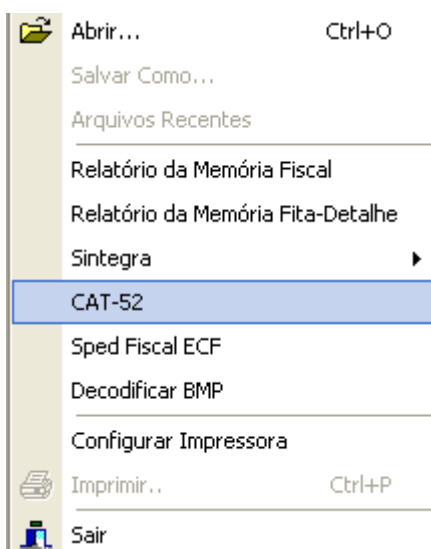 Abrir... Ctrl+O
Salvar Como...
Arquivos Recentes
Relatório da Memória Fiscal
Relatório da Memória Fita-Detalhe
Sintegra
CAT-52
Sped Fiscal ECF
Decodificar BMP
Configurar Impressora
Imprimir.. Ctrl+P
Sair